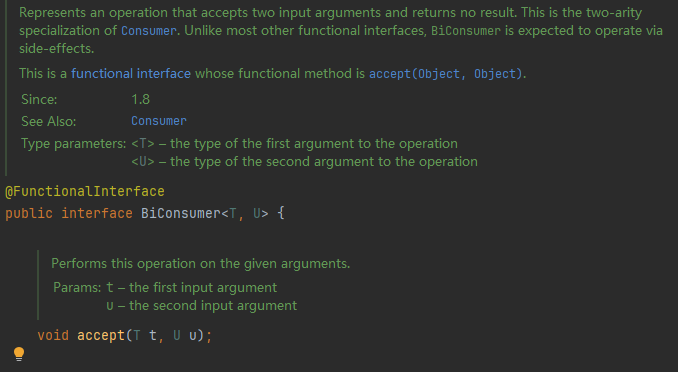 Represents an operation that accepts two input arguments and returns no result. This is the two-arity
specialization of Consumer. Unlike most other functional interfaces, BiConsumer is expected to operate via
side-effects.
This is a functional interface whose functional method is accept(Object, Object).
Since: 1.8
See Also: Consumer
Type parameters: <T> – the type of the first argument to the operation
<U> – the type of the second argument to the operation
@FunctionalInterface
public interface BiConsumer<T, U> {
Performs this operation on the given arguments.
Params: t – the first input argument
u – the second input argument
void accept(T t, U u);